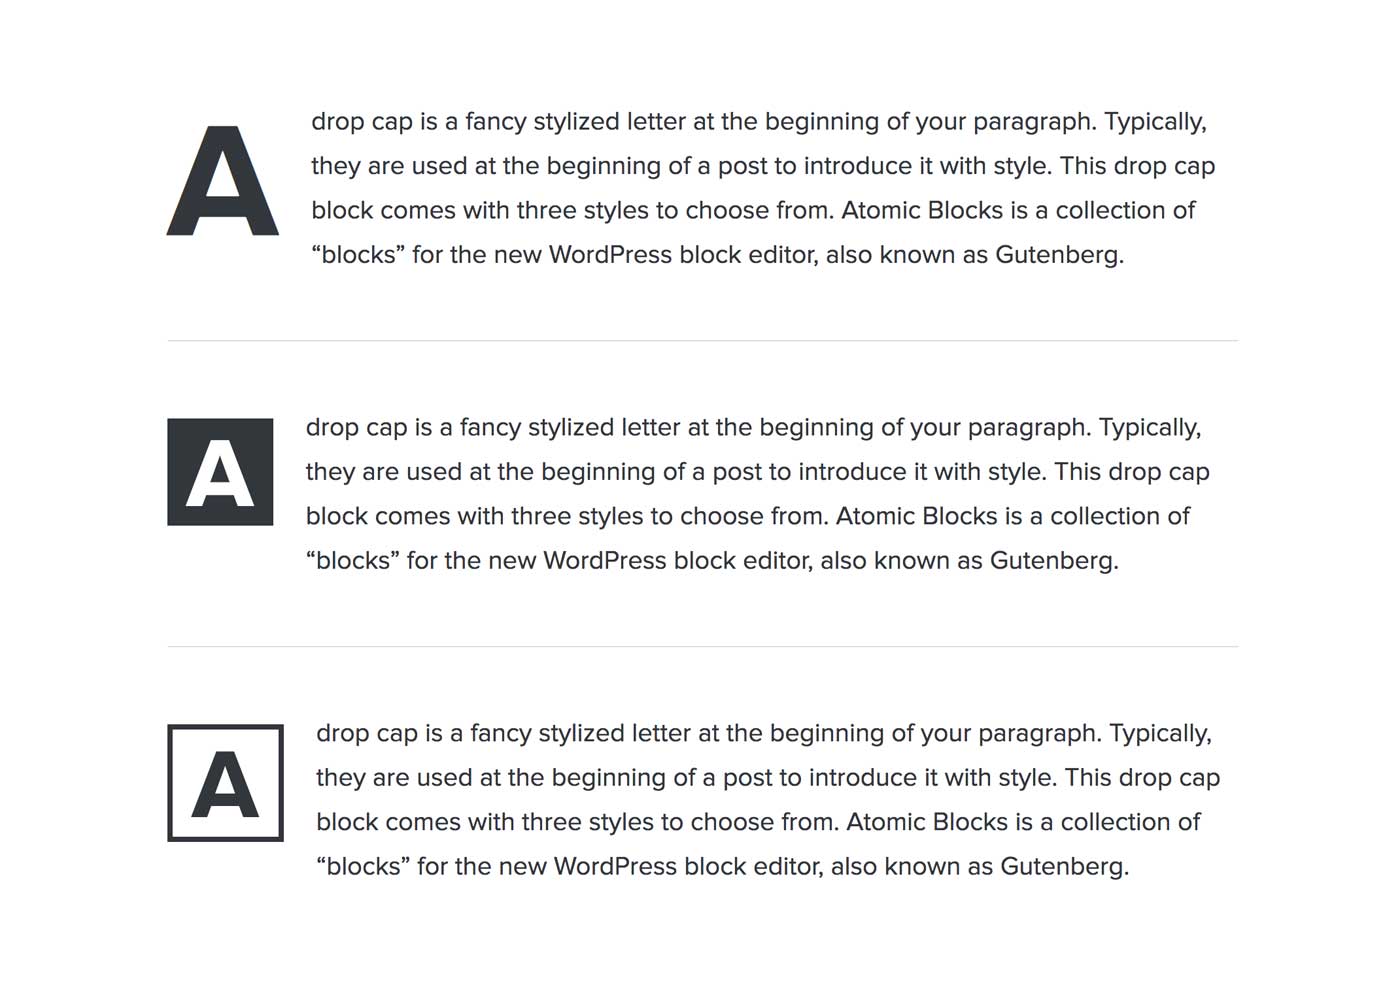 A drop cap is a fancy stylized letter at the beginning of your paragraph. Typically,
they are used at the beginning of a post to introduce it with style. This drop cap
block comes with three styles to choose from. Atomic Blocks is a collection of
“blocks” for the new WordPress block editor, also known as Gutenberg.
A drop cap is a fancy stylized letter at the beginning of your paragraph. Typically,
they are used at the beginning of a post to introduce it with style. This drop cap
block comes with three styles to choose from. Atomic Blocks is a collection of
“blocks” for the new WordPress block editor, also known as Gutenberg.
A drop cap is a fancy stylized letter at the beginning of your paragraph. Typically,
they are used at the beginning of a post to introduce it with style. This drop cap
block comes with three styles to choose from. Atomic Blocks is a collection of
“blocks” for the new WordPress block editor, also known as Gutenberg.